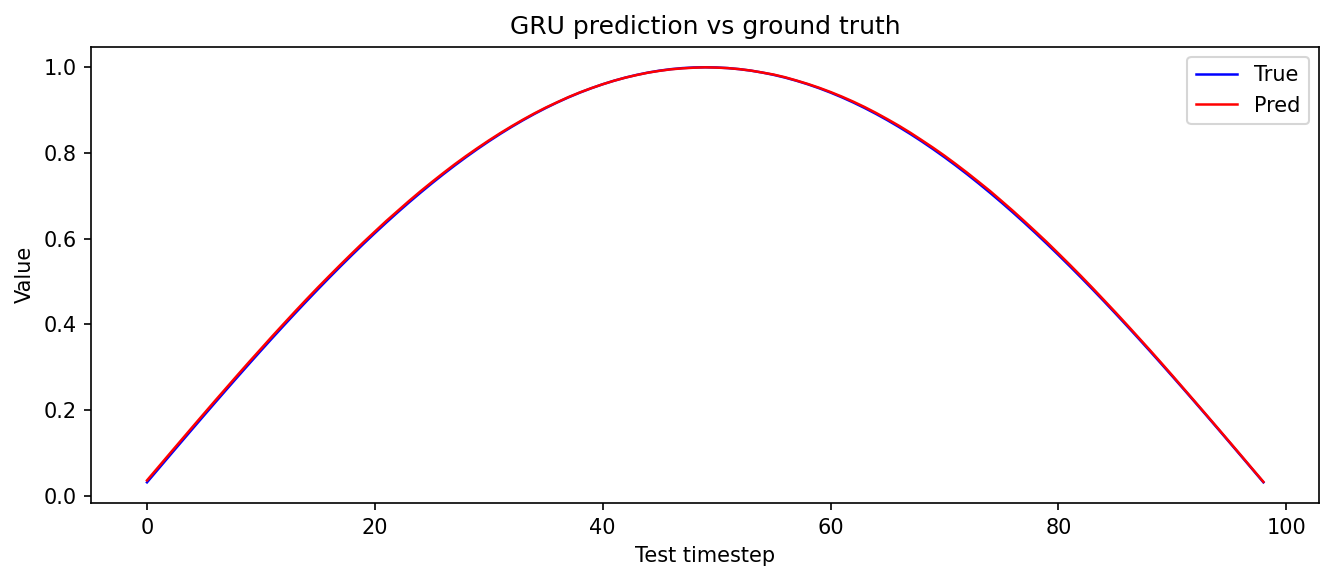 GRU prediction vs ground truth
True
Pred
1.0
0.8
0.6
0.4
0.2
0.0
Value
0 20 40 60 80 100
Test timestep